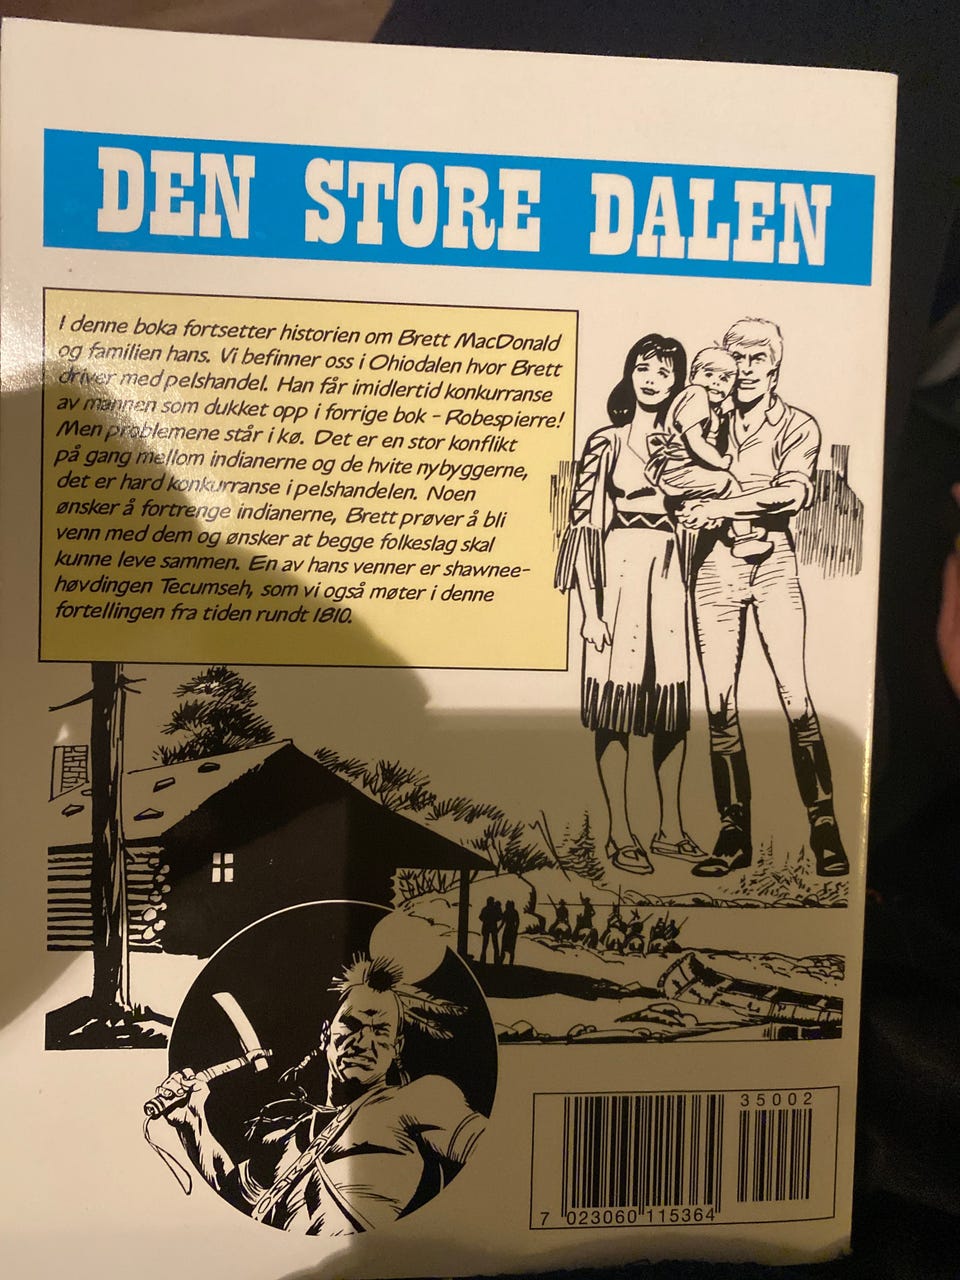 DEN STORE DALEN
I denne boka fortsetter historien om Brett MacDonald
og familien hans. Vi befinner oss i Ohiodalen hvor Brett
driver med pelshandel. Han får imidlertid konkurranse
av mannen som dukket opp i forrige bok - Robespierre!
Men problemene står i kø. Det er en stor konflikt
på gang mellom indianerne og de hvite nybyggerne,
det er hard konkurranse i pelshandelen. Noen
ønsker å fortrenge indianerne, Brett prøver å bli
venn med dem og ønsker at begge folkeslag skal
kunne leve sammen. En av hans venner er shawnee-
høvdingen Tecumseh, som vi også møter i denne
fortellingen fra tiden rundt 1810.
35002
7 023060 115364